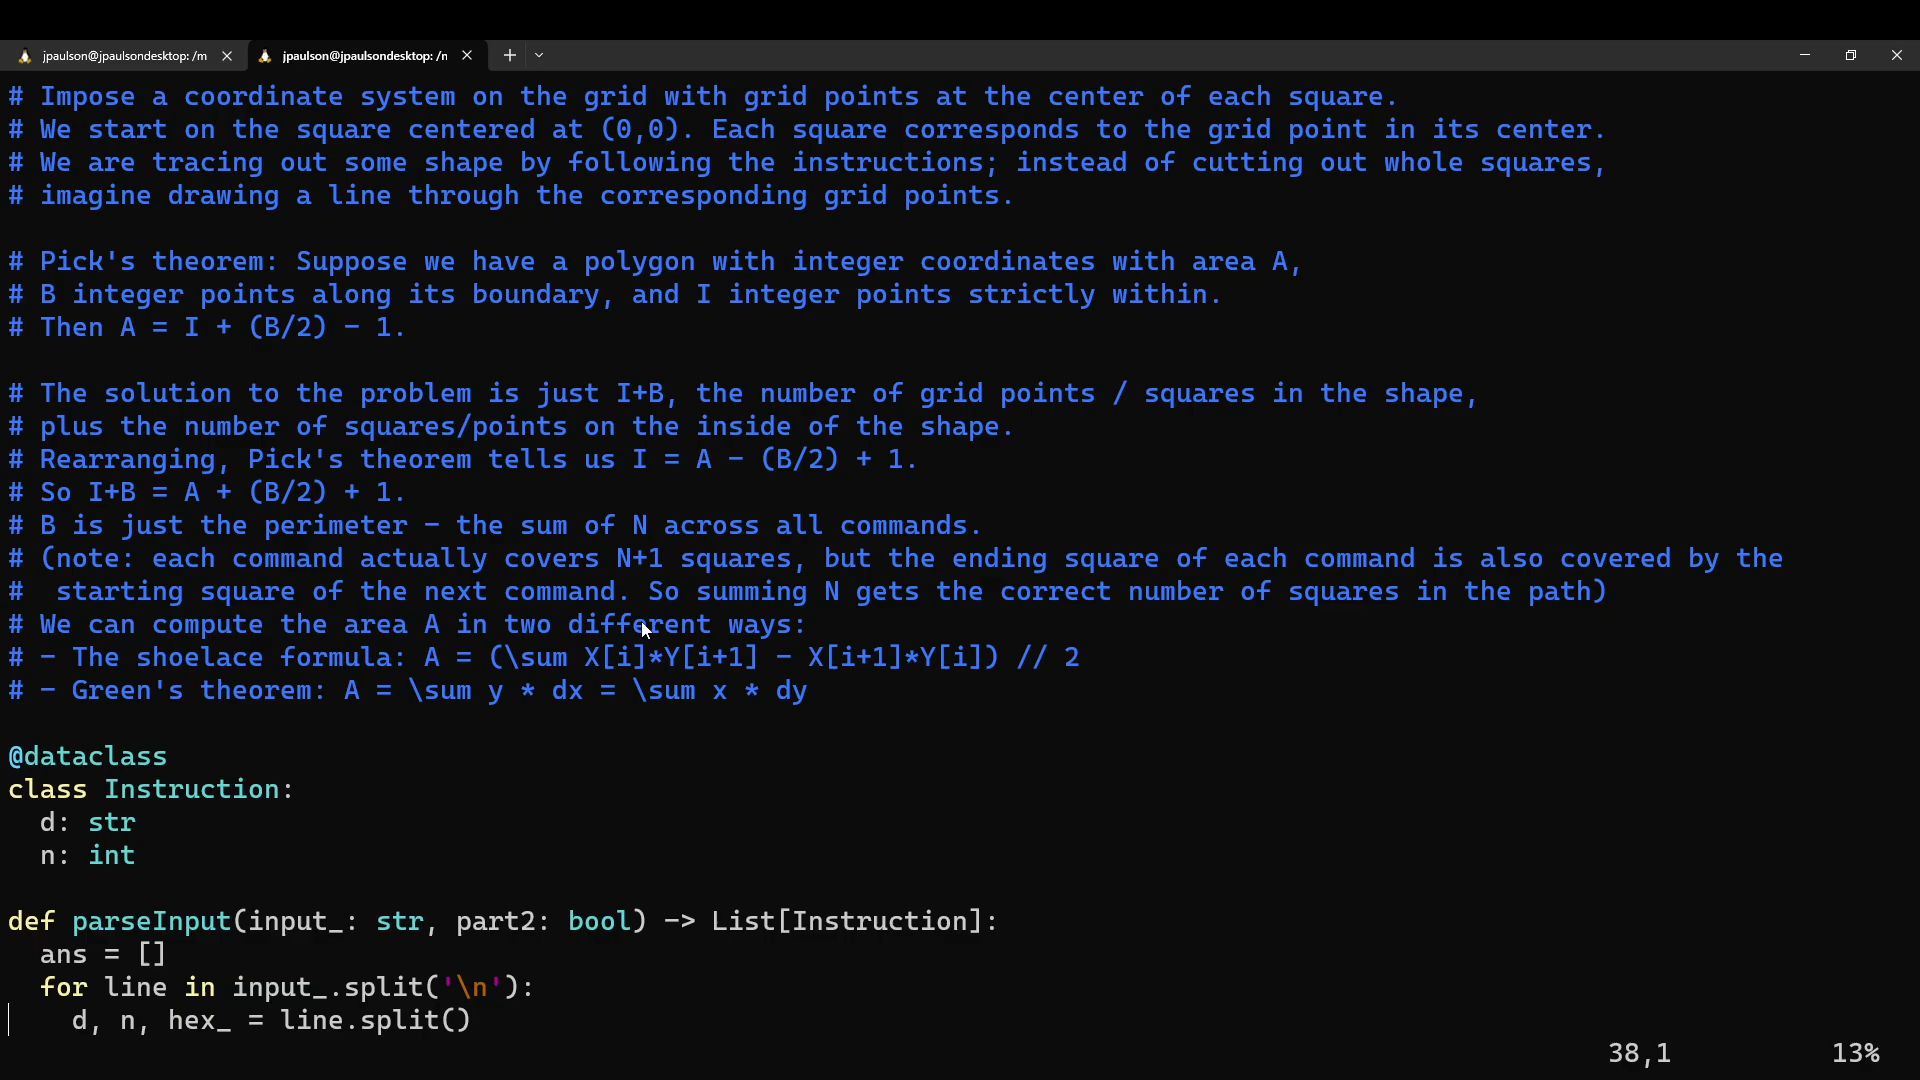 jpaulson@jpaulsondesktop: /m
jpaulson@jpaulsondesktop: /n
# Impose a coordinate system on the grid with grid points at the center of each square.
# We start on the square centered at (0,0). Each square corresponds to the grid point in its center.
# We are tracing out some shape by following the instructions; instead of cutting out whole squares,
# imagine drawing a line through the corresponding grid points.
# Pick's theorem: Suppose we have a polygon with integer coordinates with area A,
# B integer points along its boundary, and I integer points strictly within.
# Then A = I + (B/2) - 1.
# The solution to the problem is just I+B, the number of grid points / squares in the shape,
# plus the number of squares/points on the inside of the shape.
# Rearranging, Pick's theorem tells us I = A - (B/2) + 1.
# So I+B = A + (B/2) + 1.
# B is just the perimeter - the sum of N across all commands.
# (note: each command actually covers N+1 squares, but the ending square of each command is also covered by the
#  starting square of the next command. So summing N gets the correct number of squares in the path)
# We can compute the area A in two different ways:
# - The shoelace formula: A = (\sum X[i]*Y[i+1] - X[i+1]*Y[i]) // 2
# - Green's theorem: A = \sum y * dx = \sum x * dy
@dataclass
class Instruction:
  d: str
  n: int
def parseInput(input_: str, part2: bool) -> List[Instruction]:
  ans = []
  for line in input_.split('\n'):
    d, n, hex_ = line.split()
38,1 13%